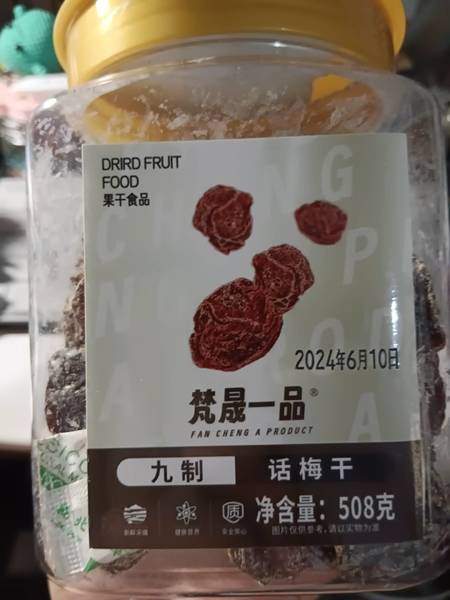 DRIRD FRUIT
FOOD
果干食品
2024年6月10日
梵晟一品®
FAN CHENG A PRODUCT
九制 话梅干
净含量：508克
图片仅供参考，请以实物为准